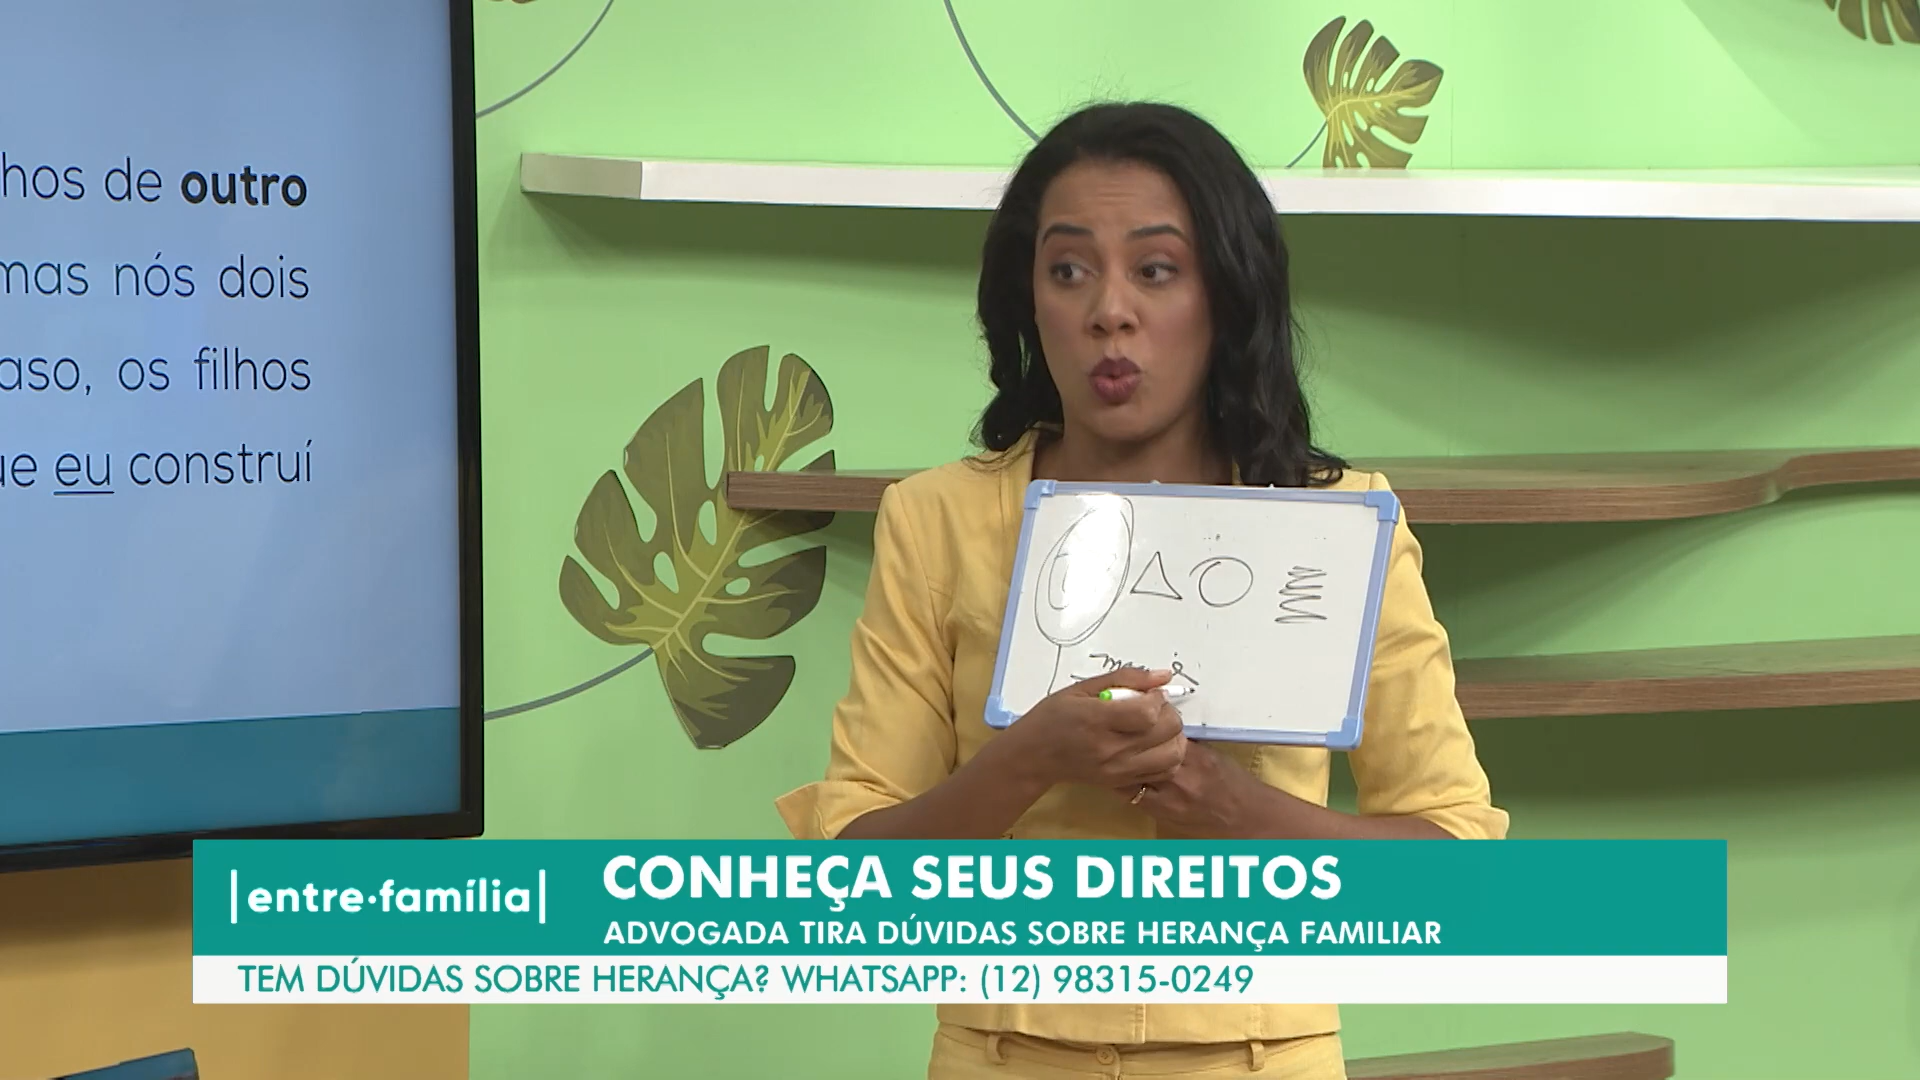 hos de outro
mas nós dois
aso, os filhos
ue eu construí
|entre·família|
CONHEÇA SEUS DIREITOS
ADVOGADA TIRA DÚVIDAS SOBRE HERANÇA FAMILIAR
TEM DÚVIDAS SOBRE HERANÇA? WHATSAPP: (12) 98315-0249